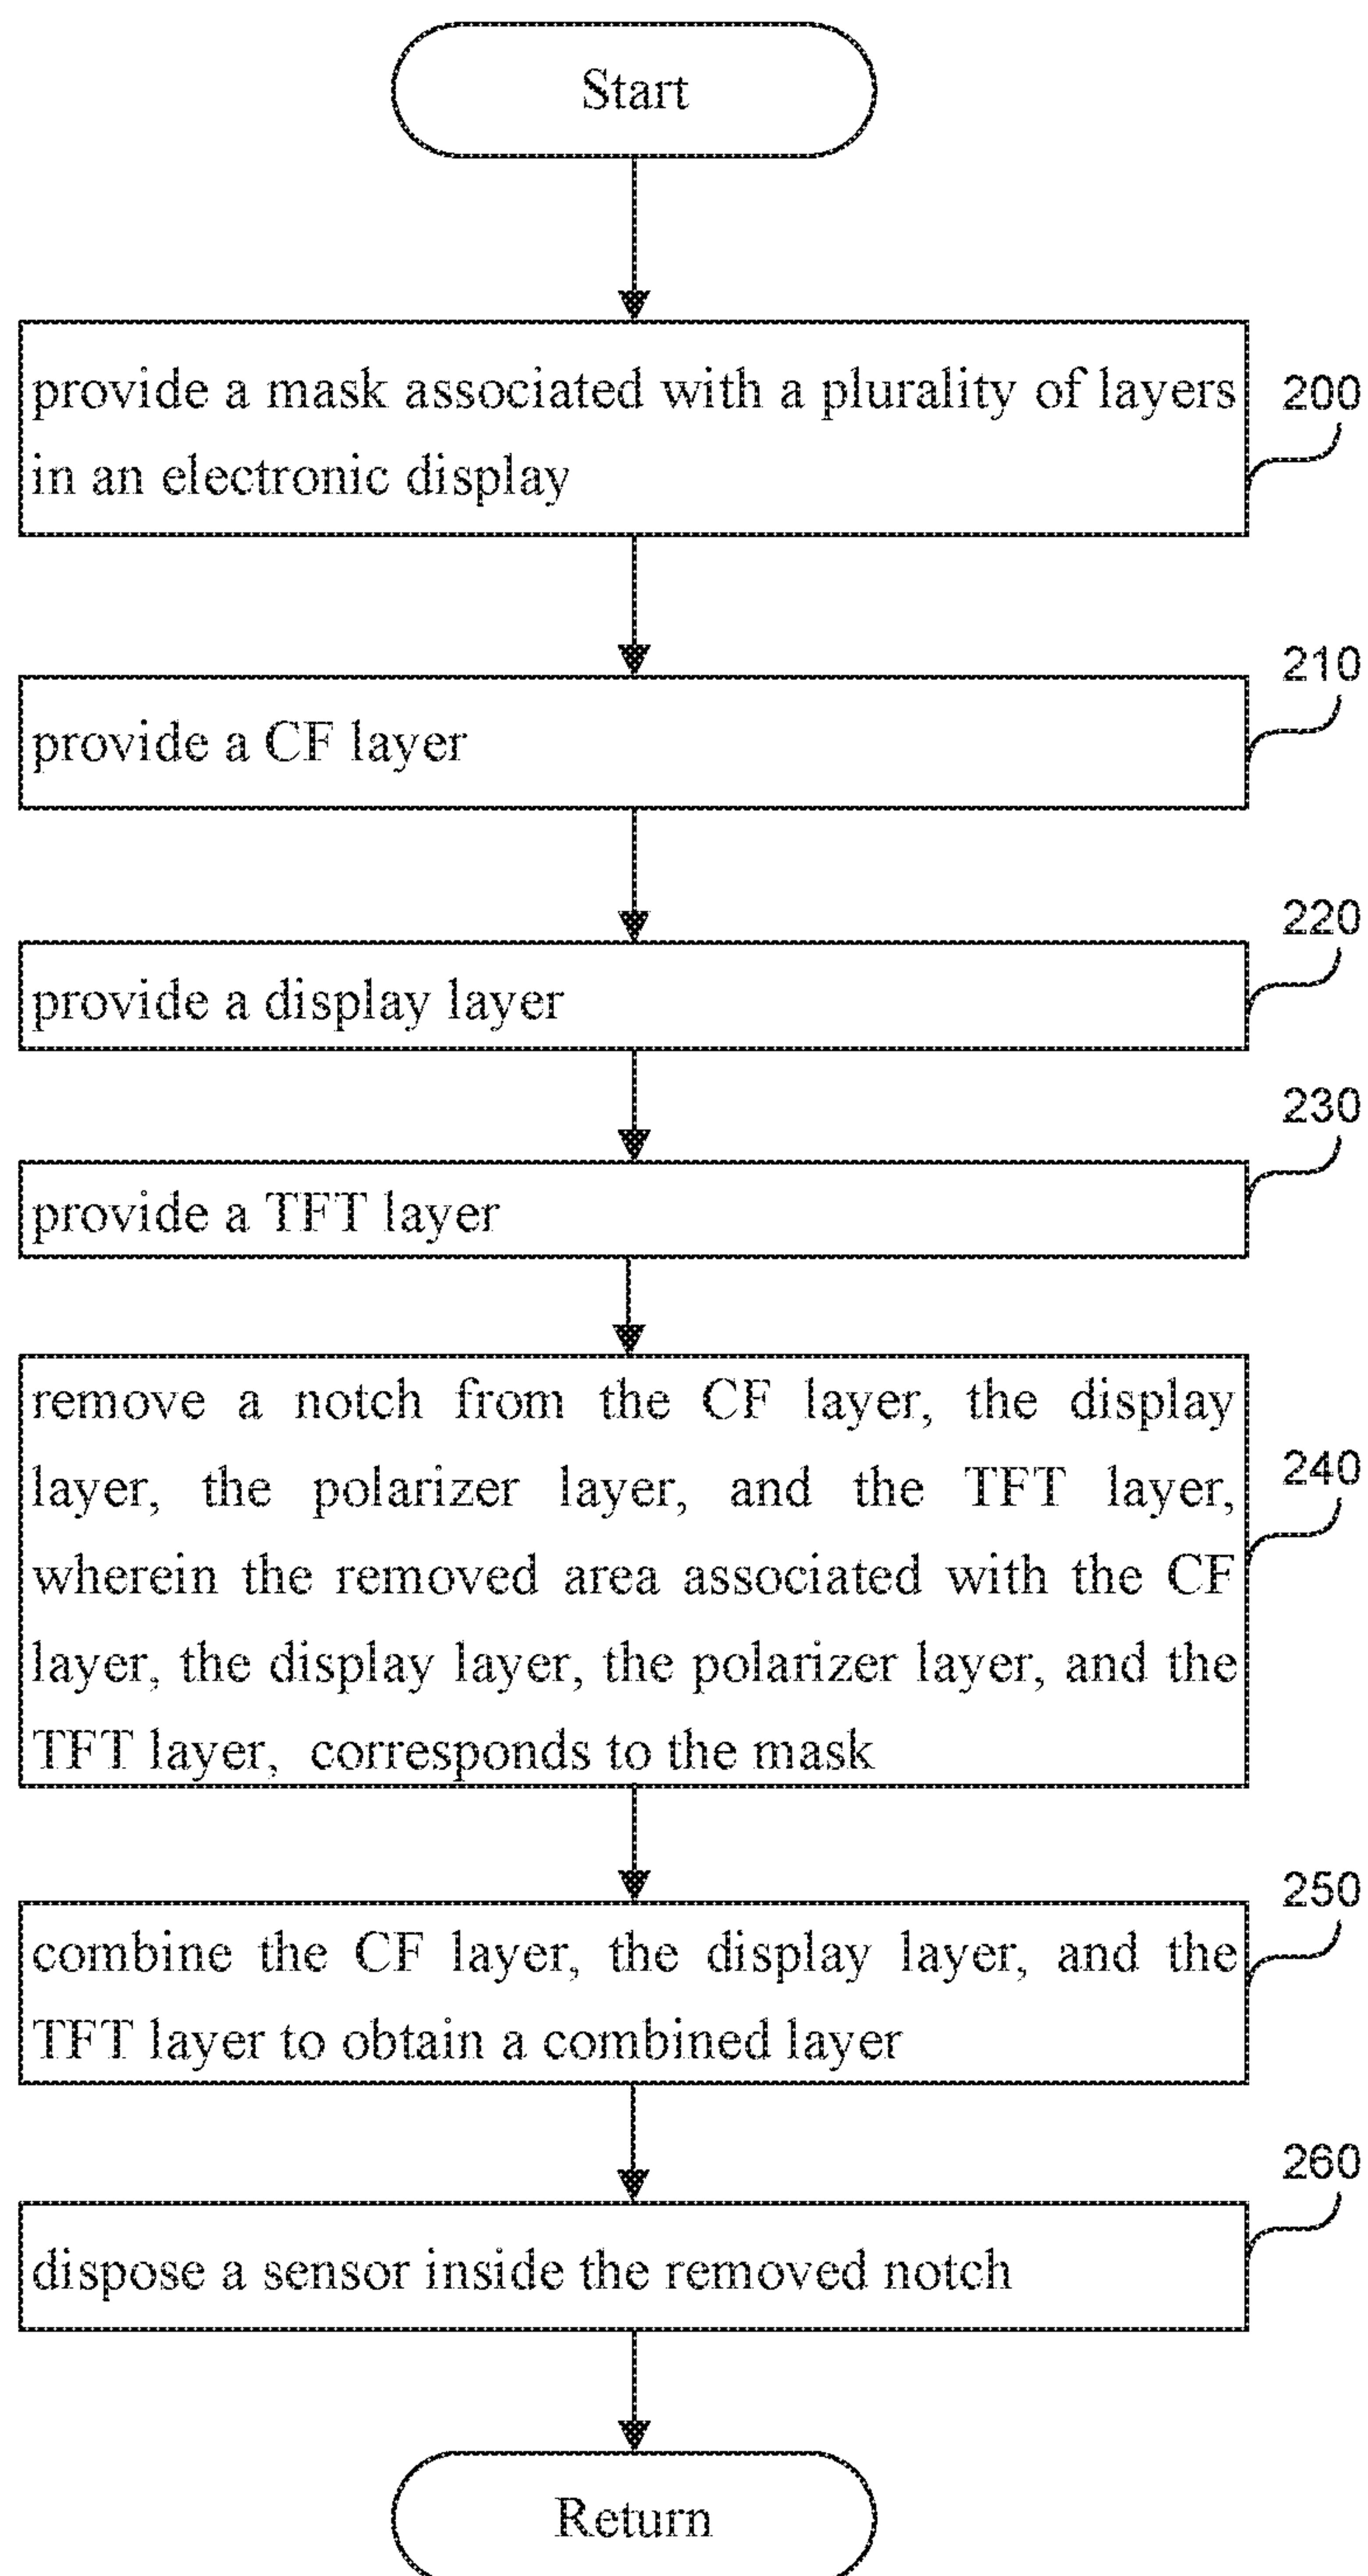 Start
provide a mask associated with a plurality of layers
in an electronic display
200
provide a CF layer
210
provide a display layer
220
provide a TFT layer
230
remove a notch from the CF layer, the display
layer, the polarizer layer, and the TFT layer,
wherein the removed area associated with the CF
layer, the display layer, the polarizer layer, and the
TFT layer, corresponds to the mask
240
combine the CF layer, the display layer, and the
TFT layer to obtain a combined layer
250
dispose a sensor inside the removed notch
260
Return